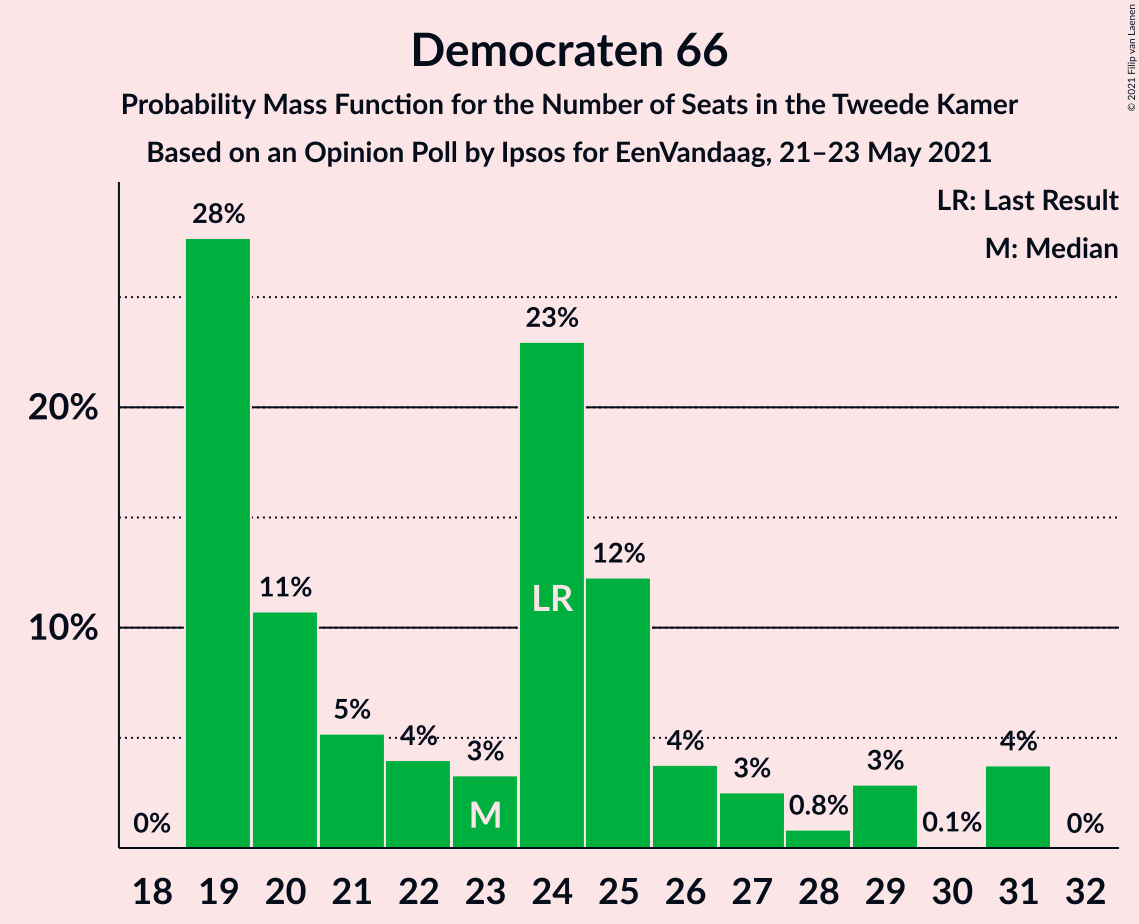 Democraten 66
Probability Mass Function for the Number of Seats in the Tweede Kamer
Based on an Opinion Poll by Ipsos for EenVandaag, 21–23 May 2021
© 2021 Filip van Laenen
LR: Last Result
M: Median
20%
10%
0%
28%
11%
5%
4%
3%
23%
12%
4%
3%
0.8%
3%
0.1%
4%
0%
LR
M
18 19 20 21 22 23 24 25 26 27 28 29 30 31 32